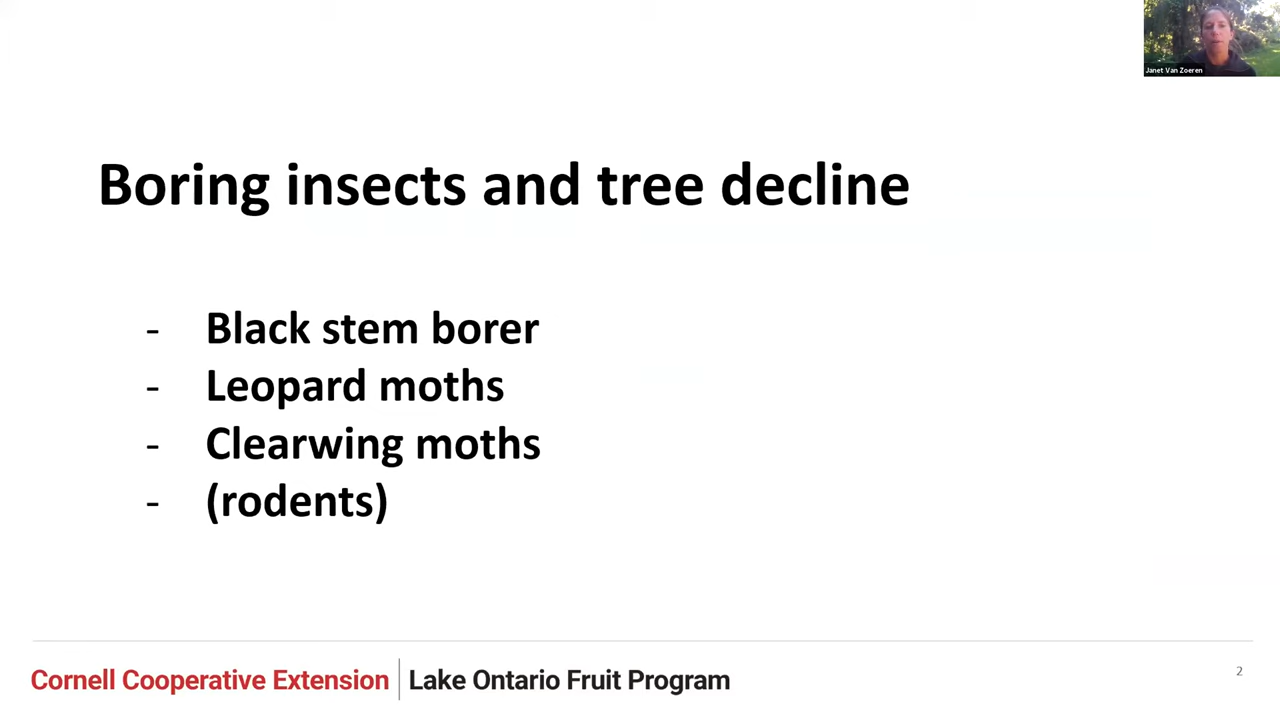 Janet Van Zoeren
Boring insects and tree decline
- Black stem borer
- Leopard moths
- Clearwing moths
- (rodents)
Cornell Cooperative Extension | Lake Ontario Fruit Program
2